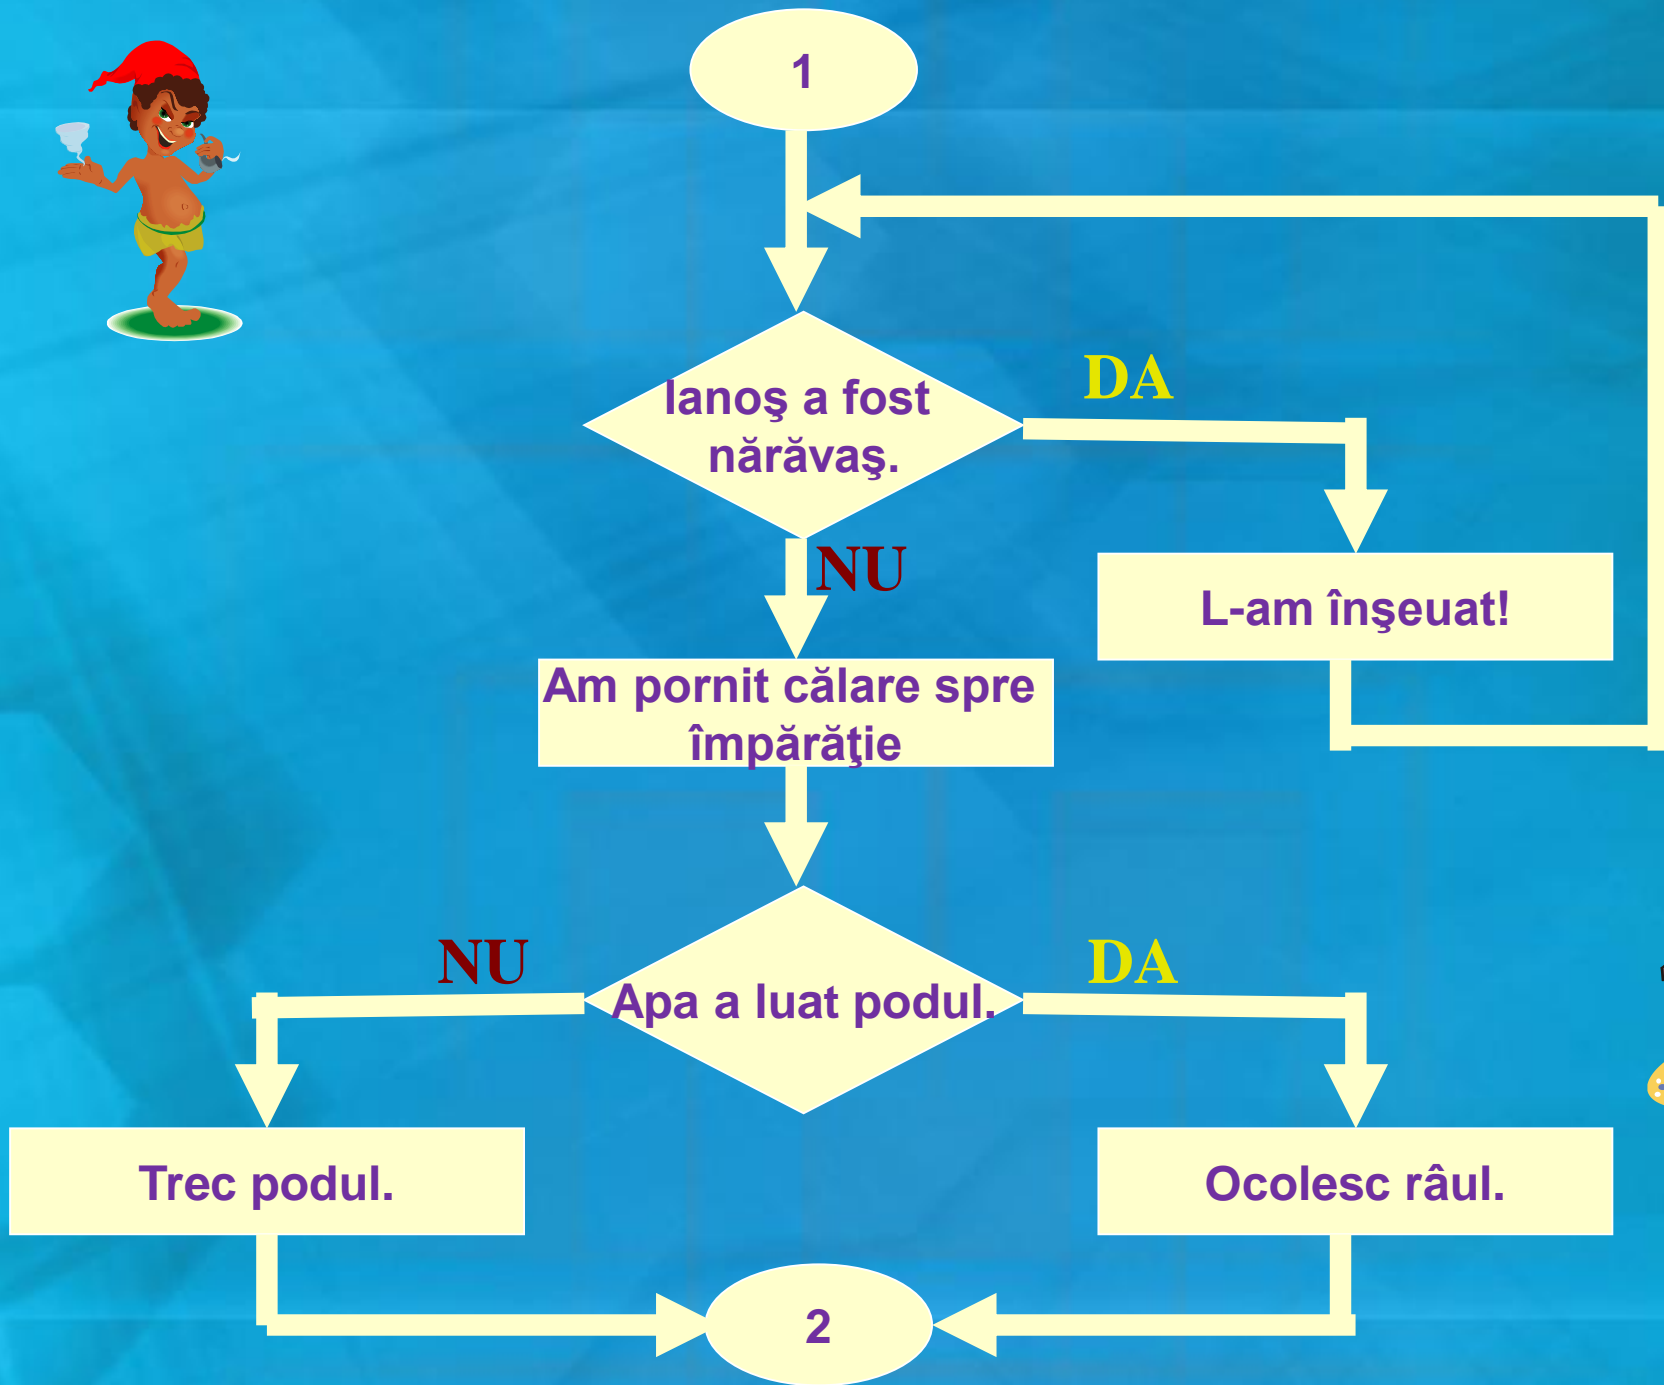 1
Ianoş a fost
nărăvaş.
DA
NU
L-am înşeuat!
Am pornit călare spre
împărăţie
Apa a luat podul.
NU
DA
Trec podul.
Ocolesc râul.
2